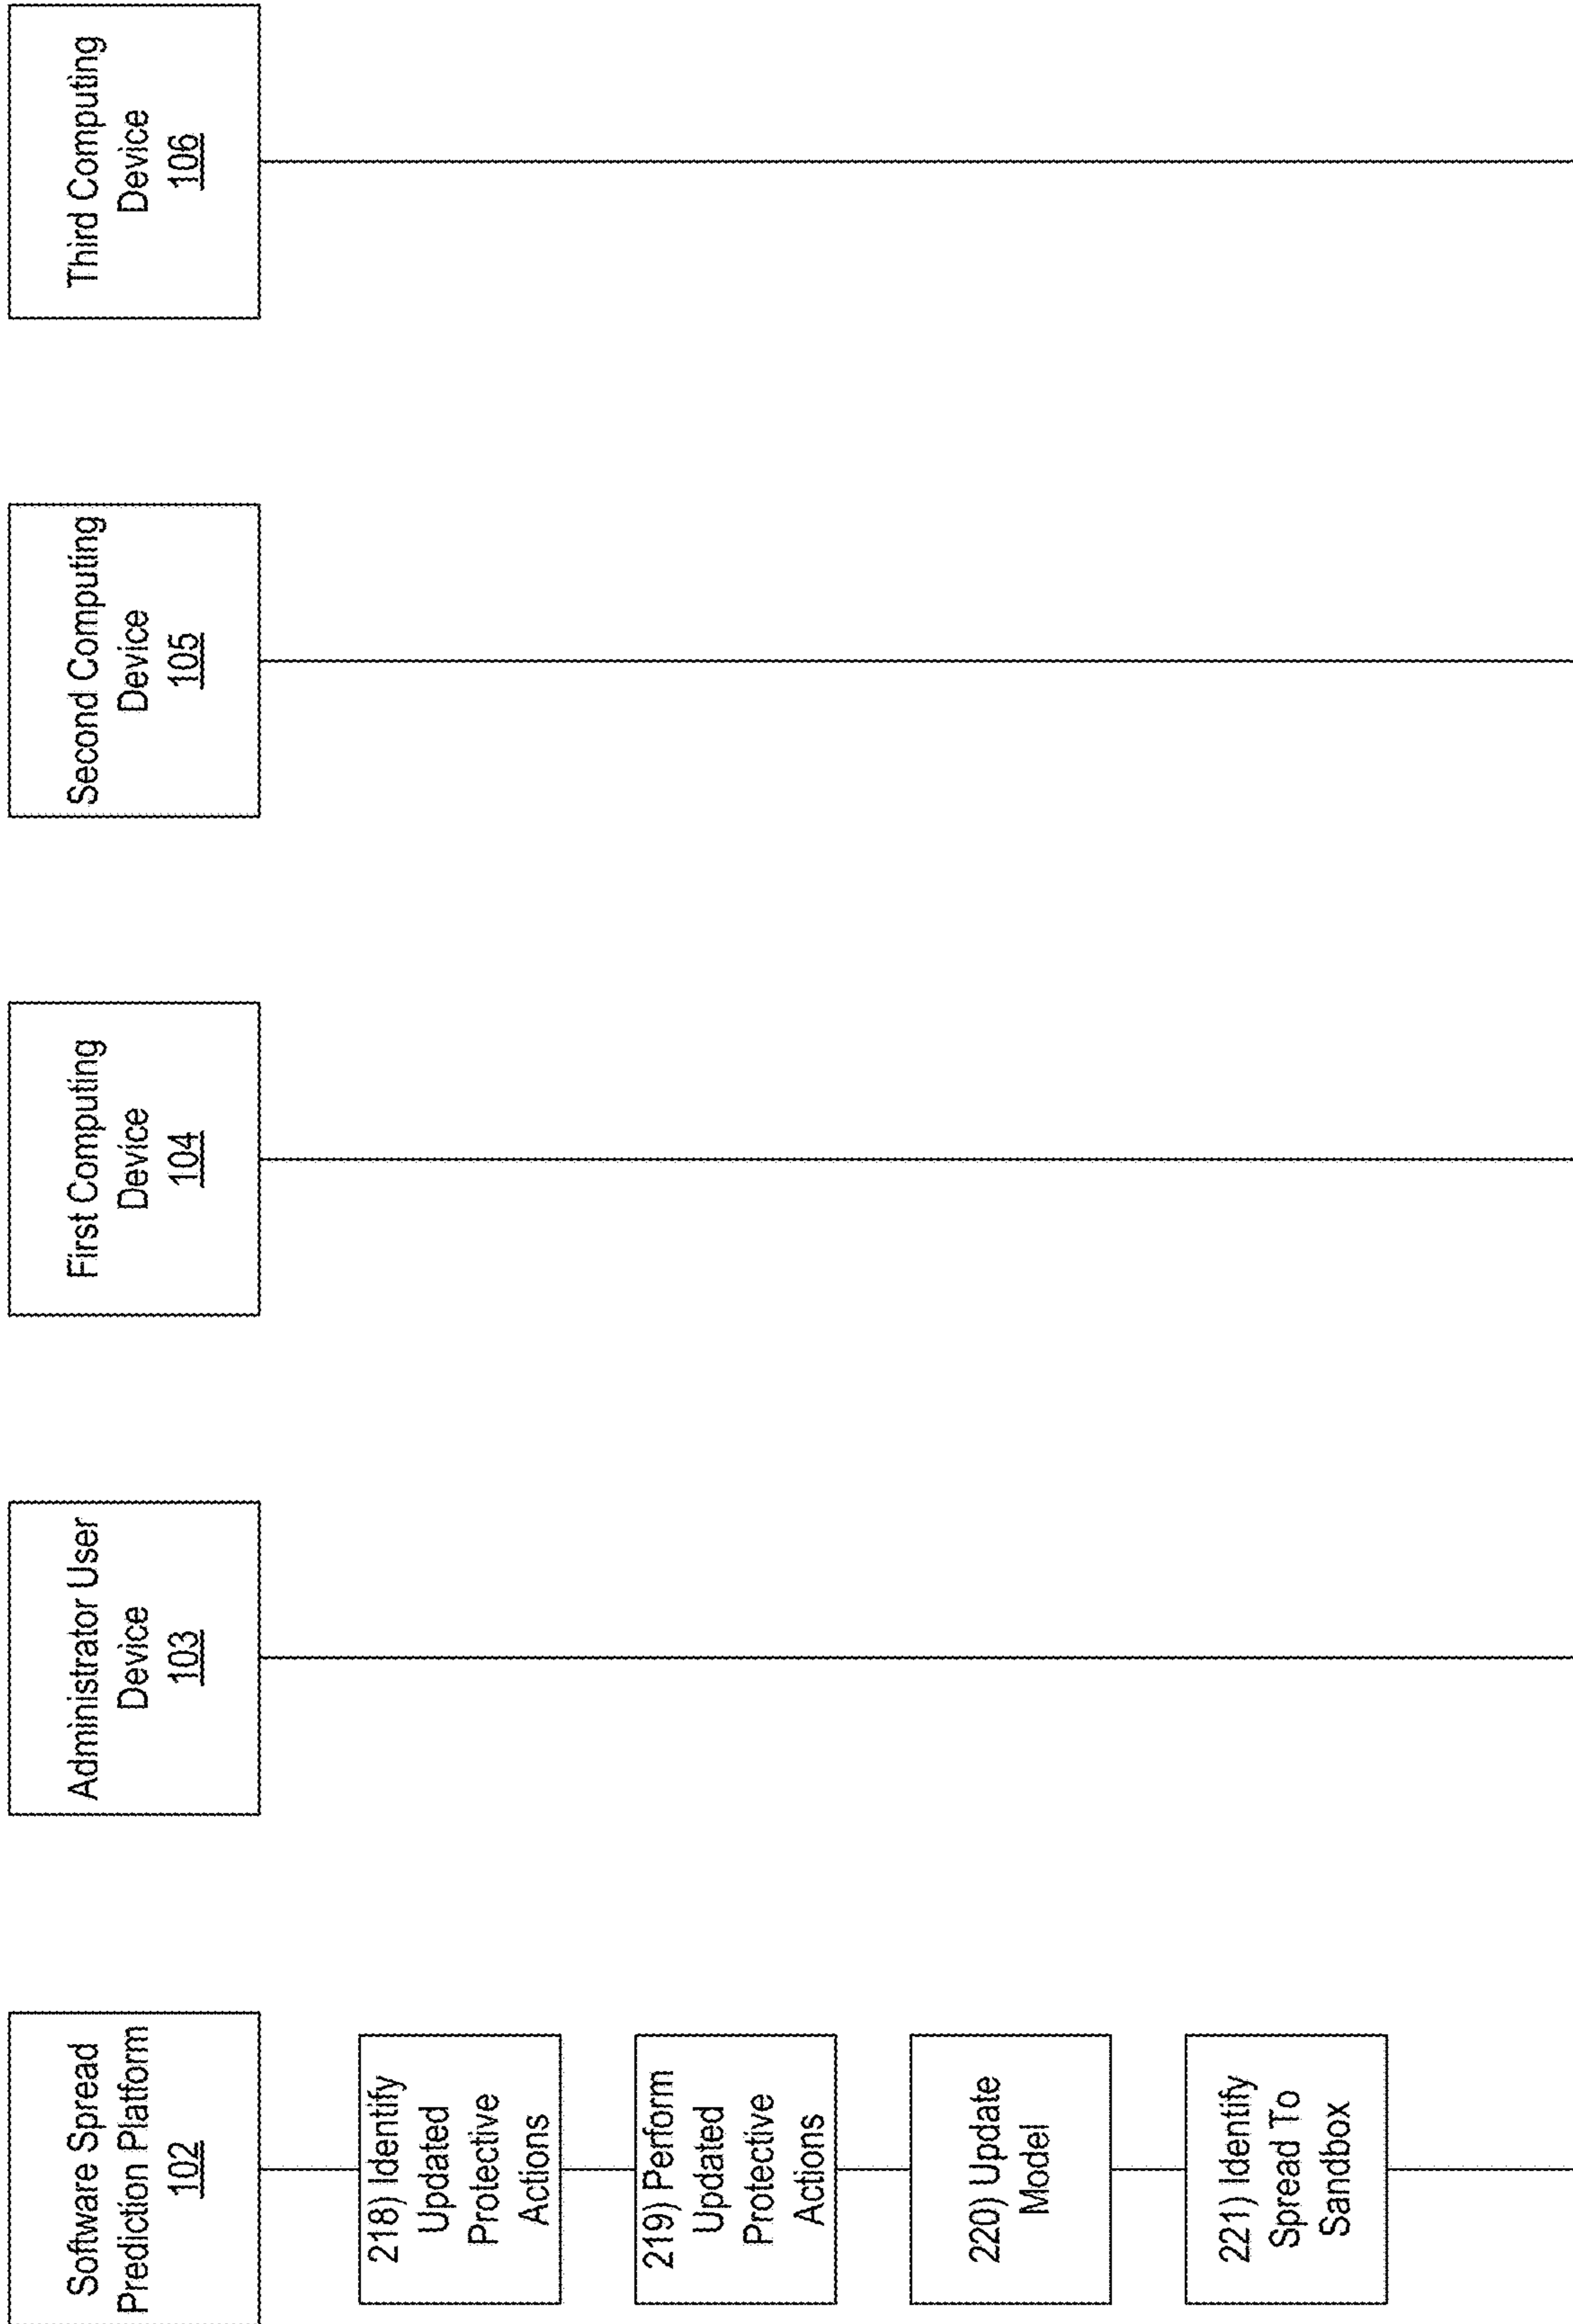 Software Spread
Prediction Platform
102
Administrator User
Device
103
First Computing
Device
104
Second Computing
Device
105
Third Computing
Device
106
218) Identify
Updated
Protective
Actions
219) Perform
Updated
Protective
Actions
220) Update
Model
221) Identify
Spread To
Sandbox